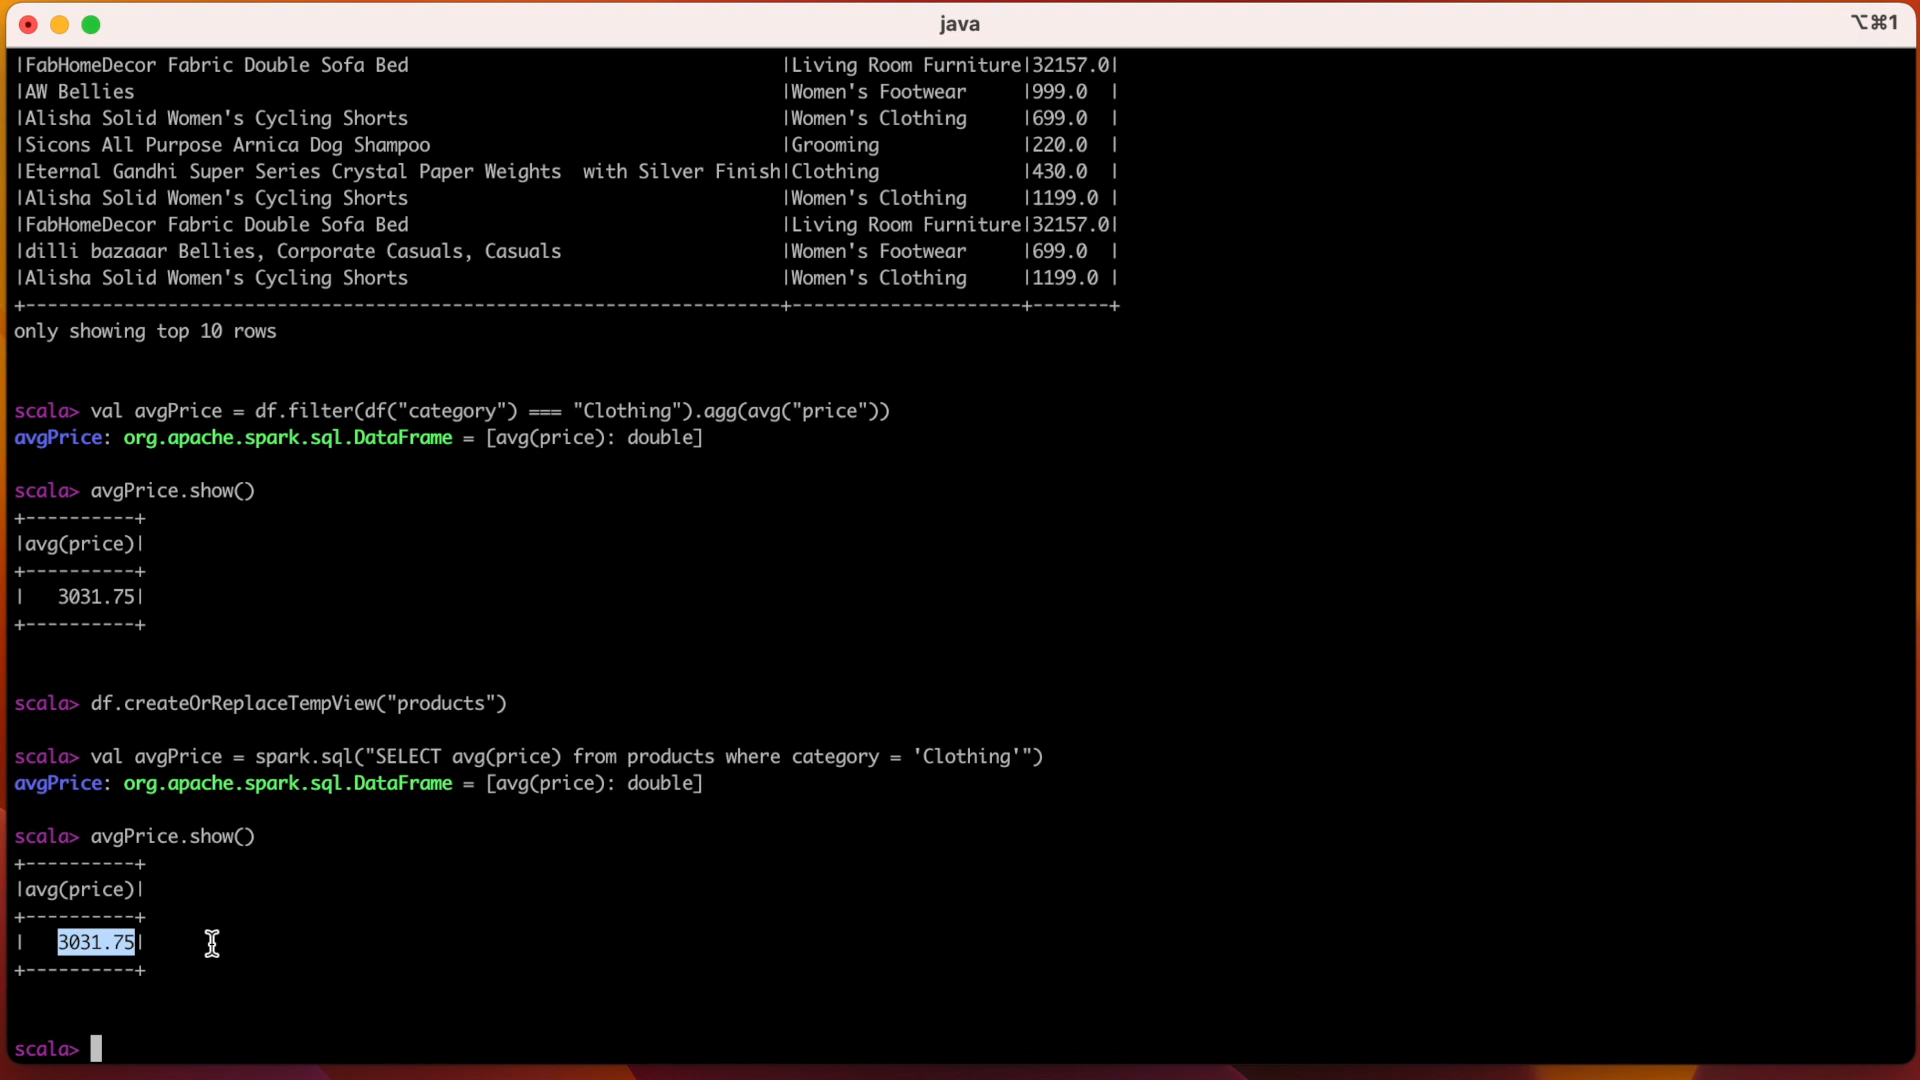 java
⌥⌘1
|FabHomeDecor Fabric Double Sofa Bed                                  |Living Room Furniture|32157.0|
|AW Bellies                                                           |Women's Footwear     |999.0  |
|Alisha Solid Women's Cycling Shorts                                  |Women's Clothing     |699.0  |
|Sicons All Purpose Arnica Dog Shampoo                                |Grooming             |220.0  |
|Eternal Gandhi Super Series Crystal Paper Weights  with Silver Finish|Clothing             |430.0  |
|Alisha Solid Women's Cycling Shorts                                  |Women's Clothing     |1199.0 |
|FabHomeDecor Fabric Double Sofa Bed                                  |Living Room Furniture|32157.0|
|dilli bazaaar Bellies, Corporate Casuals, Casuals                    |Women's Footwear     |699.0  |
|Alisha Solid Women's Cycling Shorts                                  |Women's Clothing     |1199.0 |
+---------------------------------------------------------------------+---------------------+-------+
only showing top 10 rows
scala> val avgPrice = df.filter(df("category") === "Clothing").agg(avg("price"))
avgPrice: org.apache.spark.sql.DataFrame = [avg(price): double]
scala> avgPrice.show()
+----------+
|avg(price)|
+----------+
|   3031.75|
+----------+
scala> df.createOrReplaceTempView("products")
scala> val avgPrice = spark.sql("SELECT avg(price) from products where category = 'Clothing'")
avgPrice: org.apache.spark.sql.DataFrame = [avg(price): double]
scala> avgPrice.show()
+----------+
|avg(price)|
+----------+
|   3031.75|
+----------+
scala>